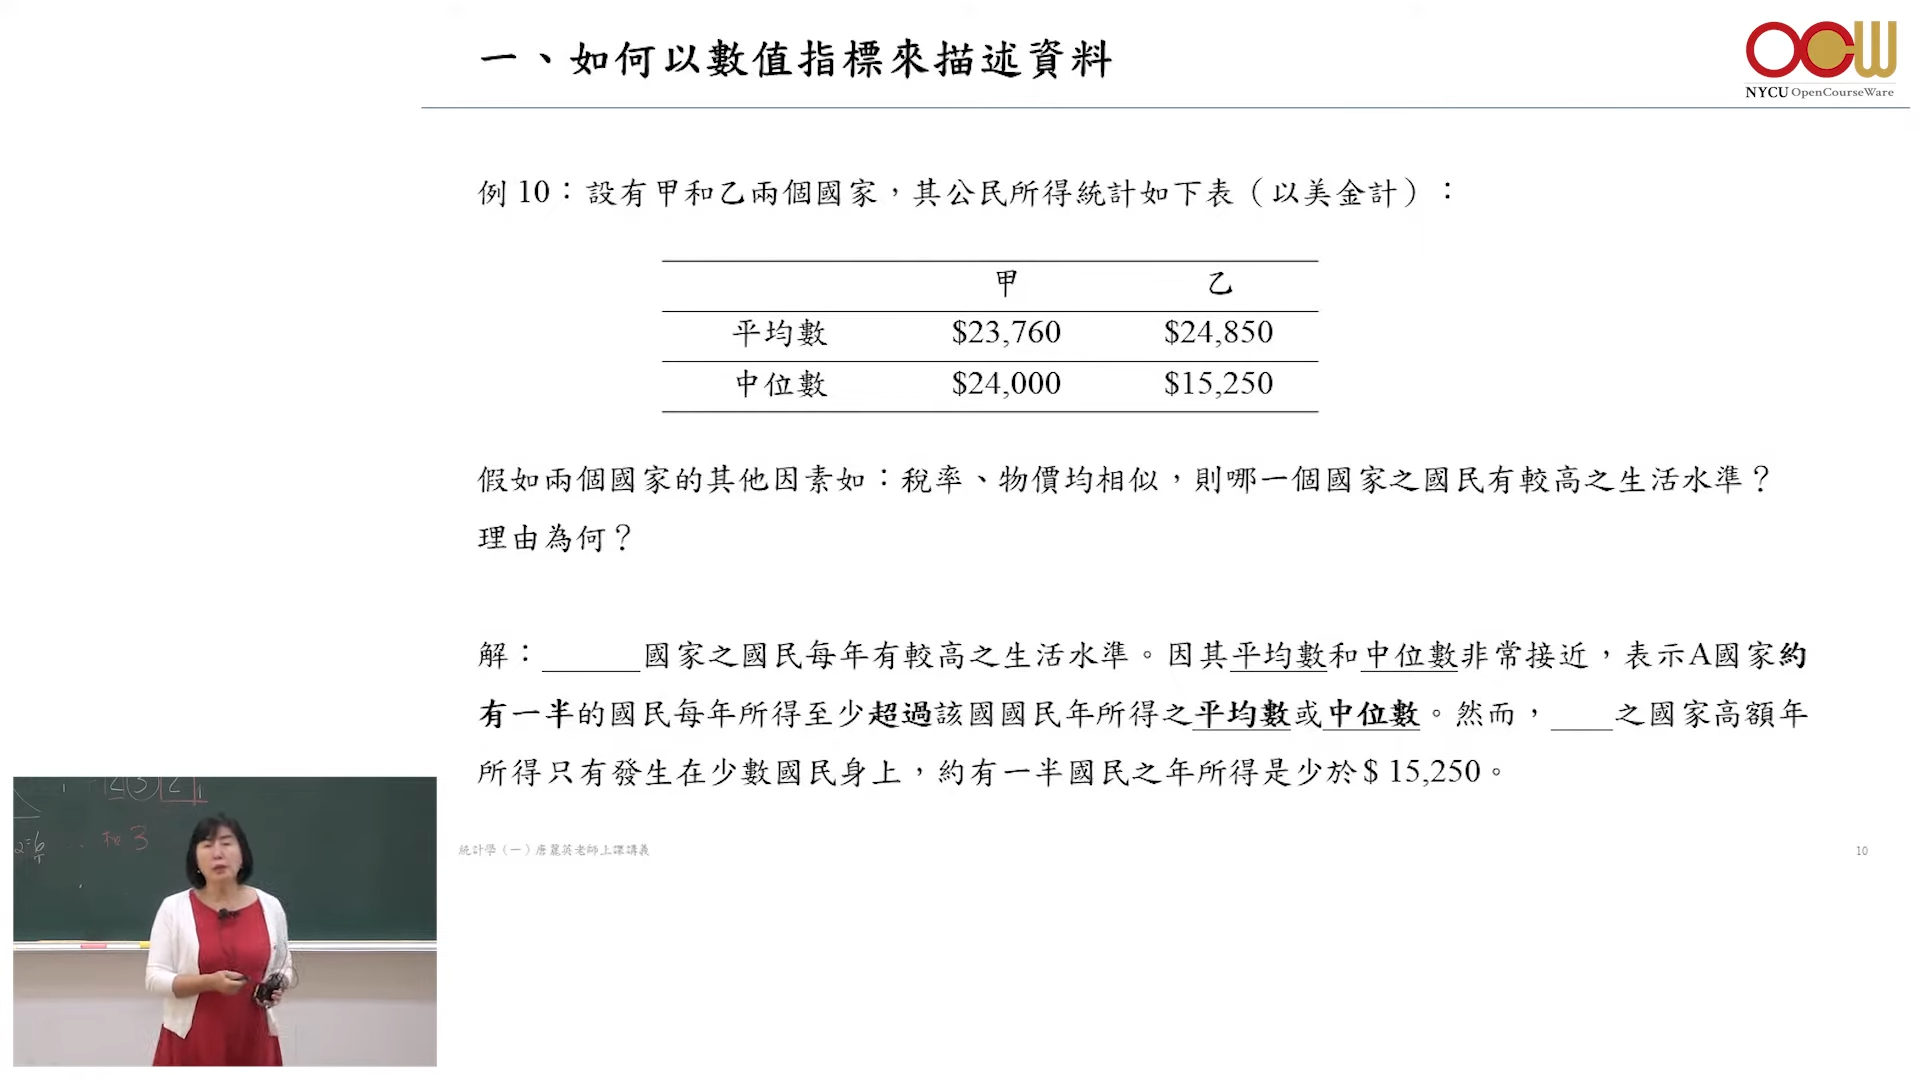 一、如何以數值指標來描述資料
OCW
NYCU OpenCourseWare
例 10：設有甲和乙兩個國家，其公民所得統計如下表（以美金計）：
甲 乙
平均數 $23,760 $24,850
中位數 $24,000 $15,250
假如兩個國家的其他因素如：稅率、物價均相似，則哪一個國家之國民有較高之生活水準？
理由為何？
解：______國家之國民每年有較高之生活水準。因其平均數和中位數非常接近，表示A國家約
有一半的國民每年所得至少超過該國國民年所得之平均數或中位數。然而，____之國家高額年
所得只有發生在少數國民身上，約有一半國民之年所得是少於$ 15,250。
3
統計學（一）唐麗英老師上課講義
10